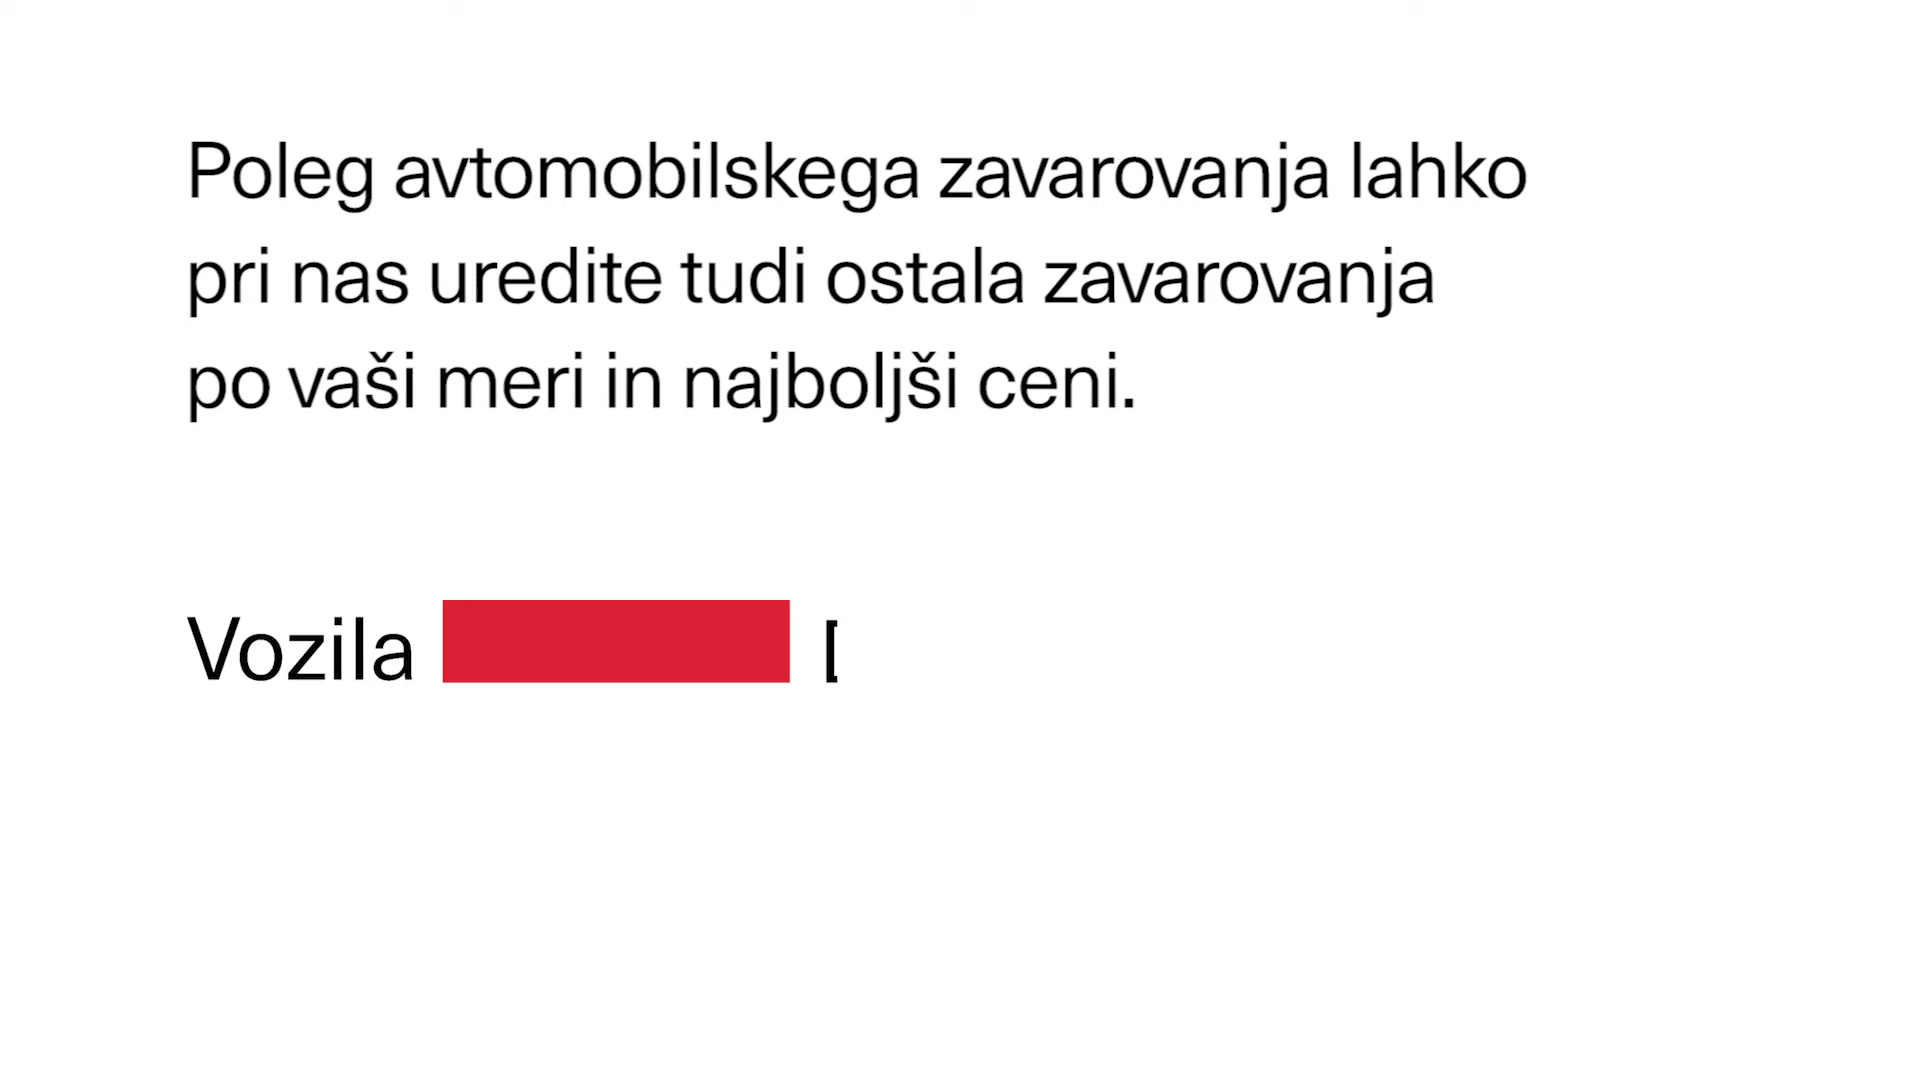 Poleg avtomobilskega zavarovanja lahko
pri nas uredite tudi ostala zavarovanja
po vaši meri in najboljši ceni.
Vozila